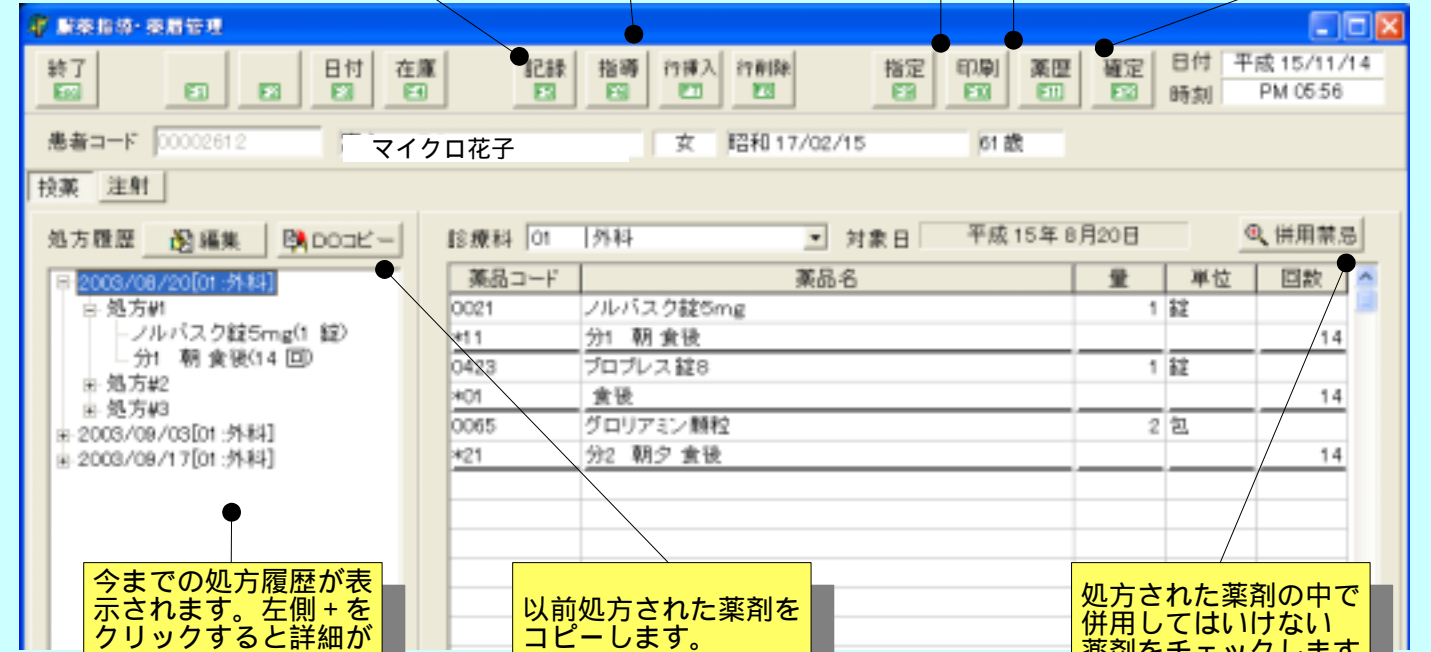 服薬指導・薬歴管理
終了 日付 在庫 記録 指導 行挿入 行削除 指定 印刷 薬歴 確定 日付 平成 15/11/14
時刻 PM 05:56
患者コード 00002612 マイクロ花子 女 昭和 17/02/15 61 歳
投薬 注射
処方履歴 編集 DOコピー 診療科 01 外科 対象日 平成 15年 8月20日 併用禁忌
2003/08/20[01 :外科]
処方#1
ノルバスク錠5mg(1 錠)
分1 朝 食後(14 回)
処方#2
処方#3
2003/09/03[01 :外科]
2003/09/17[01 :外科]
薬品コード 薬品名 量 単位 回数
0021 ノルバスク錠5mg 1 錠
*11 分1 朝 食後 14
0423 ブロプレス錠8 1 錠
*01 食後 14
0065 グロリアミン顆粒 2 包
*21 分2 朝夕 食後 14
今までの処方履歴が表
示されます。左側+を
クリックすると詳細が
以前処方された薬剤を
コピーします。
処方された薬剤の中で
併用してはいけない
薬剤をチェックします